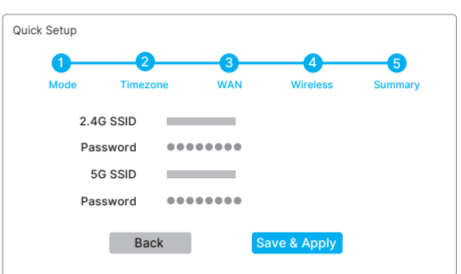 Quick Setup
1 2 3 4 5
Mode Timezone WAN Wireless Summary
2.4G SSID
Password ●●●●●●●●
5G SSID
Password ●●●●●●●●
Back Save & Apply